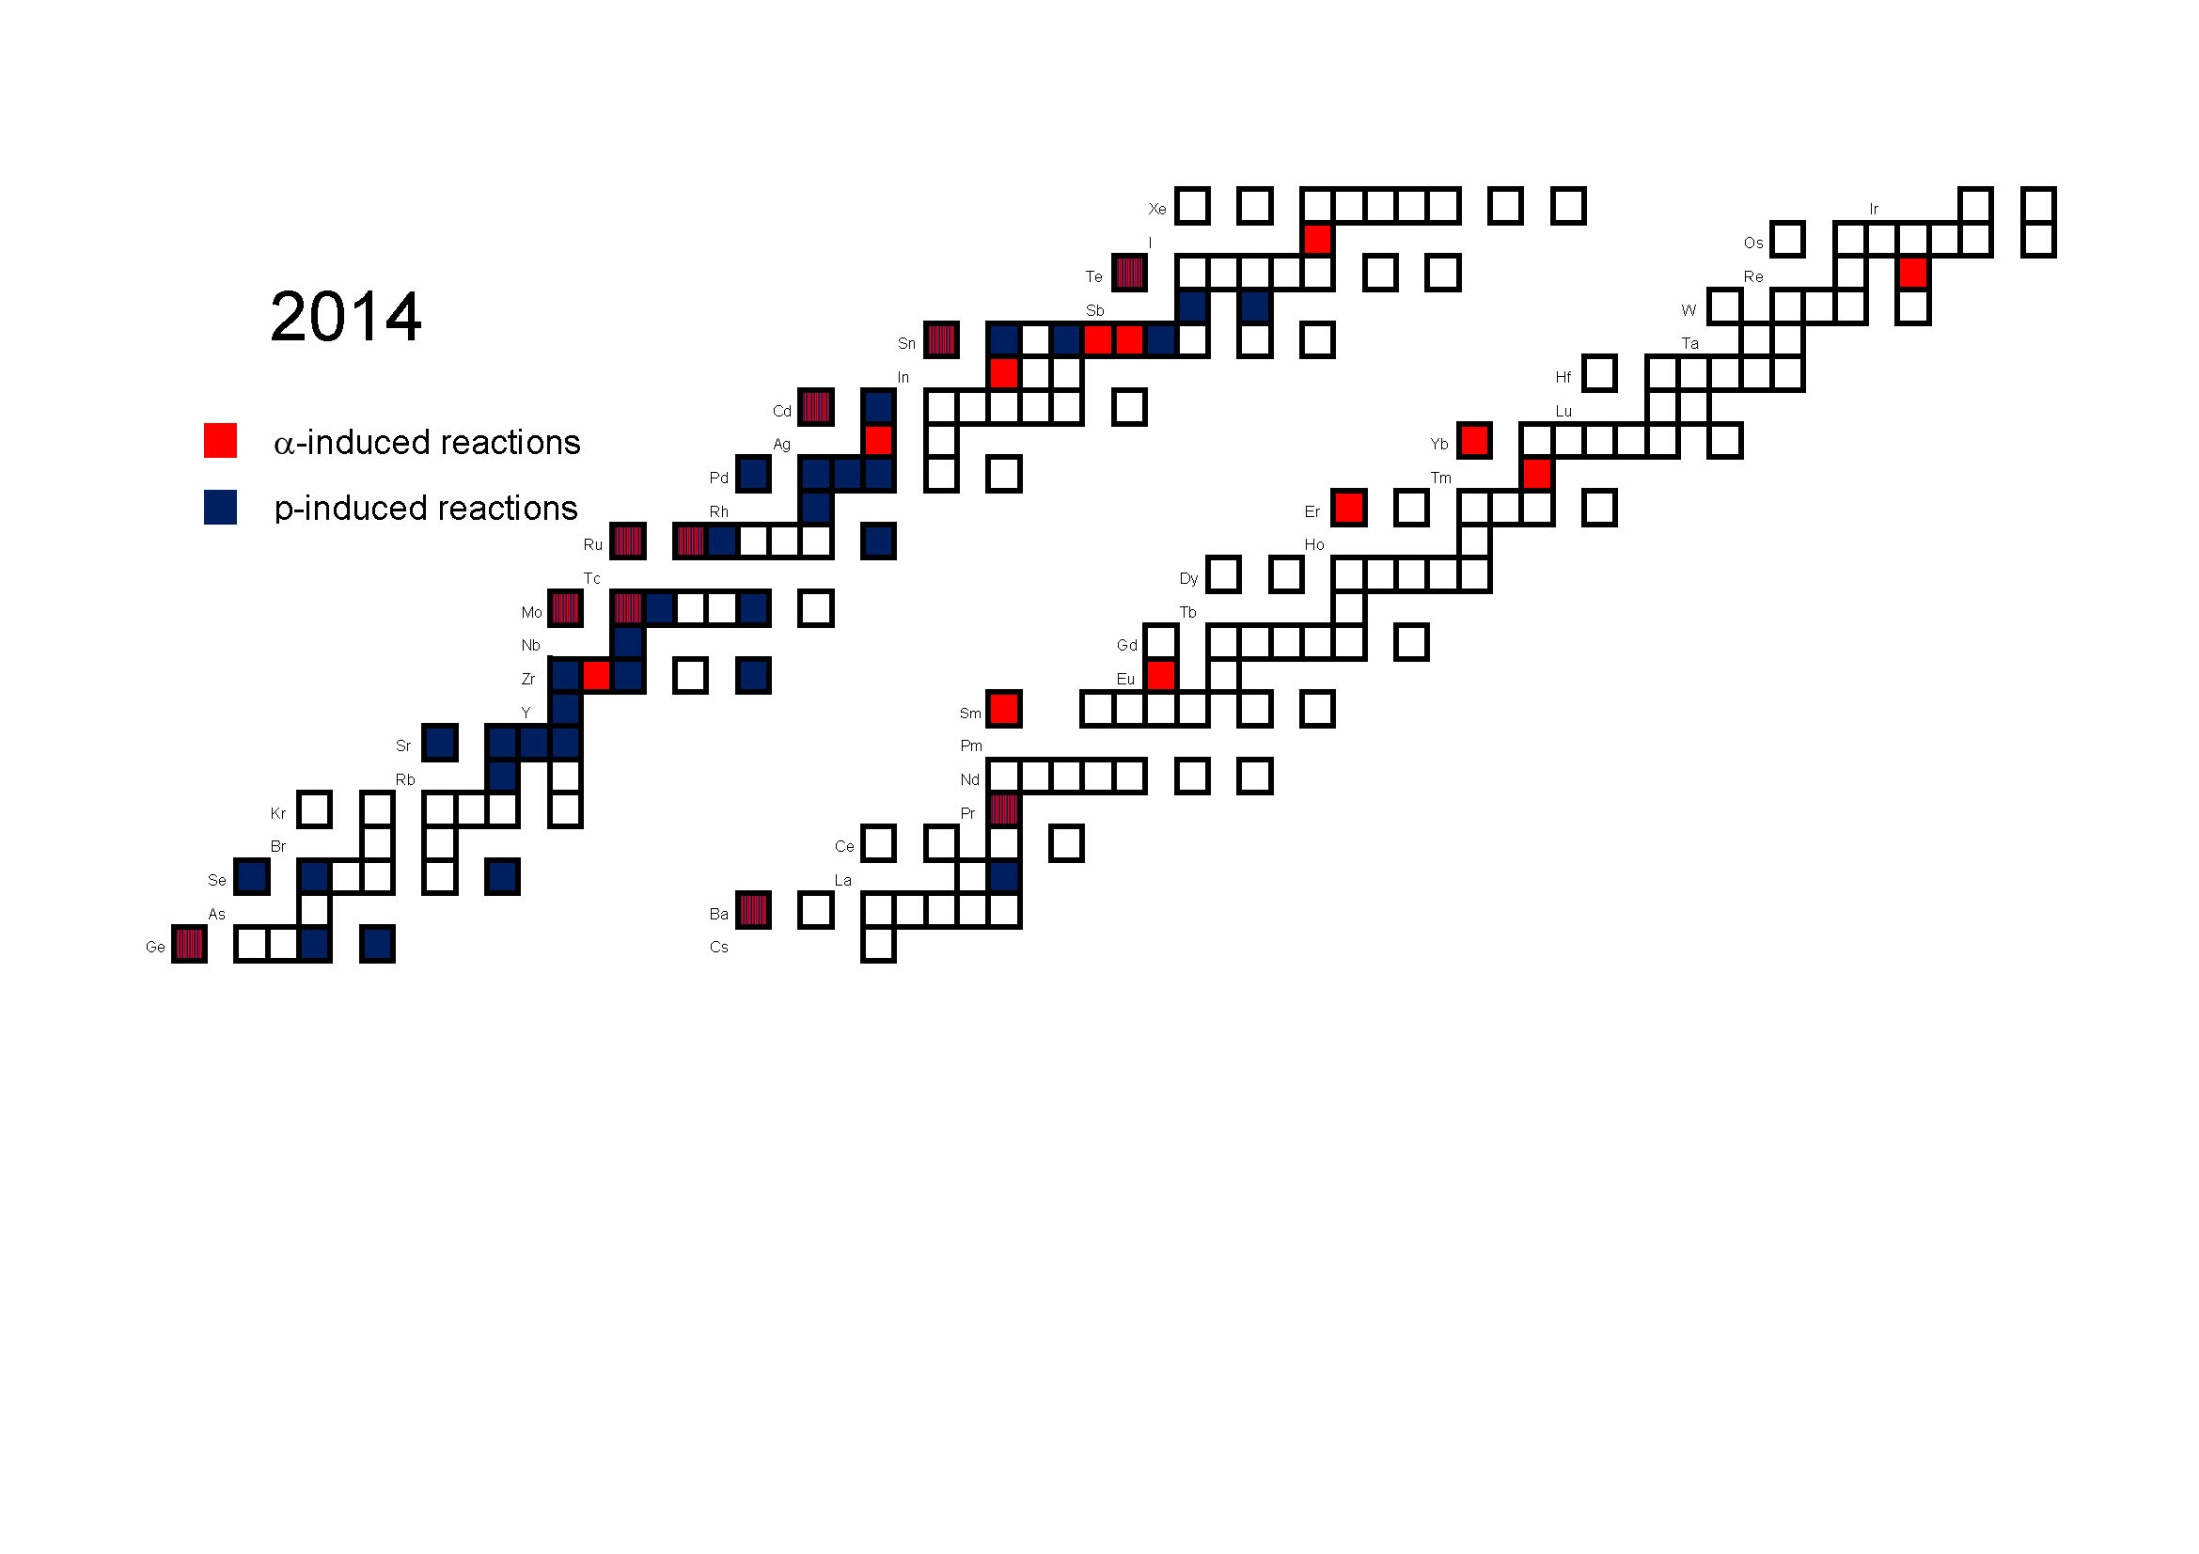 Xe
Ir
I
Os
Te
Re
2014
Sb
W
Sn
Ta
In
Hf
Cd
Lu
α-induced reactions
Ag
Yb
Pd
Tm
p-induced reactions
Rh
Er
Ru
Ho
Tc
Dy
Mo
Tb
Nb
Gd
Zr
Eu
Y
Sm
Sr
Pm
Rb
Nd
Kr
Pr
Br
Ce
Se
La
As
Ba
Ge
Cs